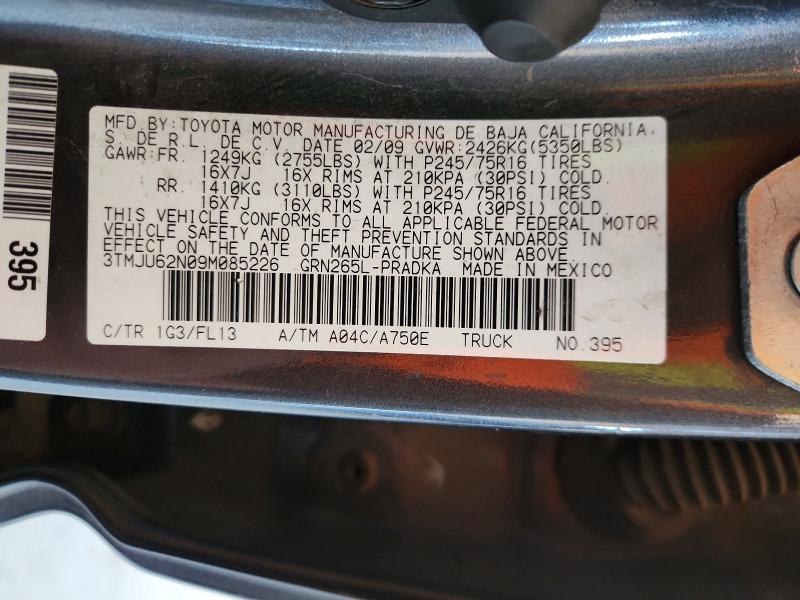 MFD BY:TOYOTA MOTOR MANUFACTURING DE BAJA CALIFORNIA,
S. DE R.L. DE C.V. DATE 02/09 GVWR:2426KG(5350LBS)
GAWR:FR. 1249KG (2755LBS) WITH P245/75R16 TIRES
16X7J 16X RIMS AT 210KPA (30PSI) COLD.
RR. 1410KG (3110LBS) WITH P245/75R16 TIRES
16X7J 16X RIMS AT 210KPA (30PSI) COLD.
THIS VEHICLE CONFORMS TO ALL APPLICABLE FEDERAL MOTOR
VEHICLE SAFETY AND THEFT PREVENTION STANDARDS IN
EFFECT ON THE DATE OF MANUFACTURE SHOWN ABOVE.
3TMJU62N09M085226 GRN265L-PRADKA MADE IN MEXICO
C/TR 1G3/FL13 A/TM A04C/A750E TRUCK NO.395
395